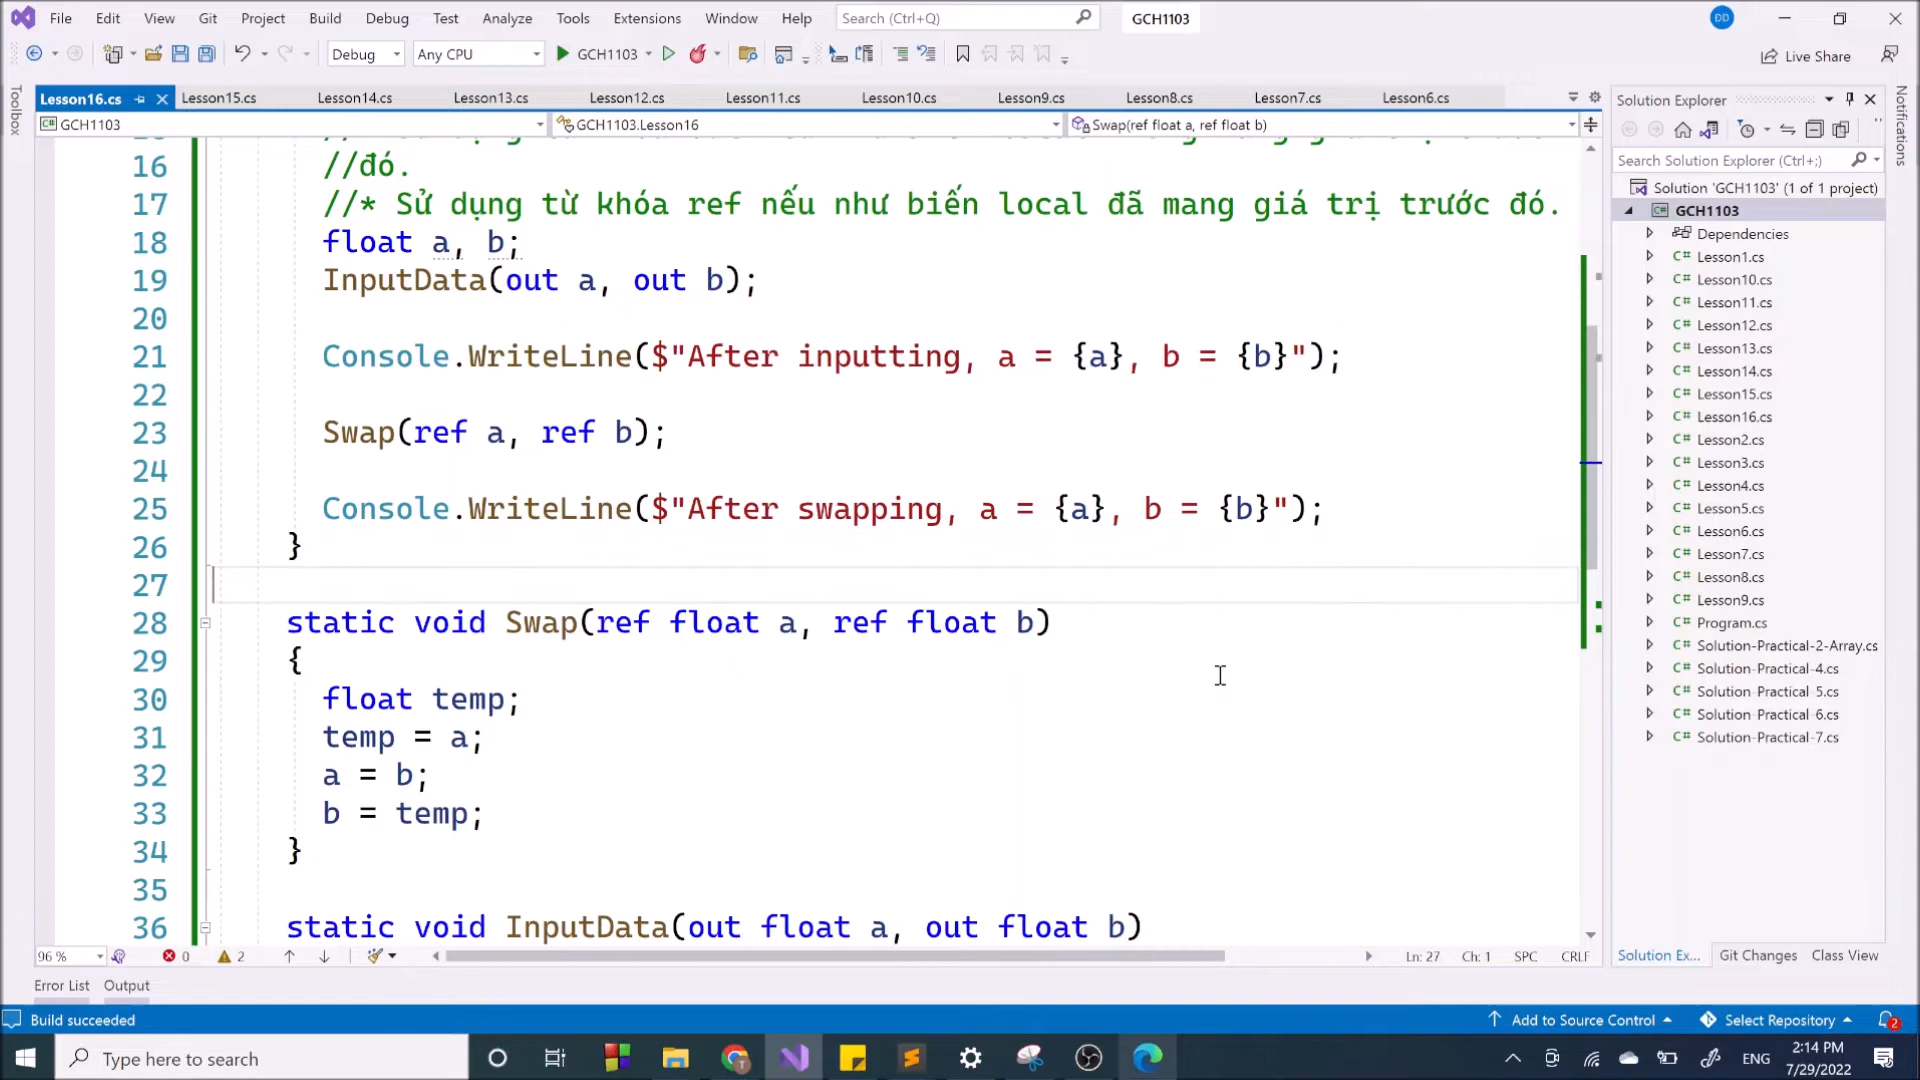 File Edit View Git Project Build Debug Test Analyze Tools Extensions Window Help Search (Ctrl+Q) GCH1103 ĐD
Debug Any CPU GCH1103 Live Share
Lesson16.cs Lesson15.cs Lesson14.cs Lesson13.cs Lesson12.cs Lesson11.cs Lesson10.cs Lesson9.cs Lesson8.cs Lesson7.cs Lesson6.cs
GCH1103 GCH1103.Lesson16 Swap(ref float a, ref float b)
16 //đó.
17 //* Sử dụng từ khóa ref nếu như biến local đã mang giá trị trước đó.
18 float a, b;
19 InputData(out a, out b);
20
21 Console.WriteLine($"After inputting, a = {a}, b = {b}");
22
23 Swap(ref a, ref b);
24
25 Console.WriteLine($"After swapping, a = {a}, b = {b}");
26 }
27
28 static void Swap(ref float a, ref float b)
29 {
30 float temp;
31 temp = a;
32 a = b;
33 b = temp;
34 }
35
36 static void InputData(out float a, out float b)
96 % 0 2 Ln: 27 Ch: 1 SPC CRLF
Error List Output
Build succeeded
Toolbox
Solution Explorer
Search Solution Explorer (Ctrl+;)
Solution 'GCH1103' (1 of 1 project)
GCH1103
Dependencies
C# Lesson1.cs
C# Lesson10.cs
C# Lesson11.cs
C# Lesson12.cs
C# Lesson13.cs
C# Lesson14.cs
C# Lesson15.cs
C# Lesson16.cs
C# Lesson2.cs
C# Lesson3.cs
C# Lesson4.cs
C# Lesson5.cs
C# Lesson6.cs
C# Lesson7.cs
C# Lesson8.cs
C# Lesson9.cs
C# Program.cs
C# Solution-Practical-2-Array.cs
C# Solution-Practical-4.cs
C# Solution-Practical-5.cs
C# Solution-Practical-6.cs
C# Solution-Practical-7.cs
Solution Ex... Git Changes Class View
Notifications
Add to Source Control Select Repository 2
Type here to search
ENG
2:14 PM
7/29/2022